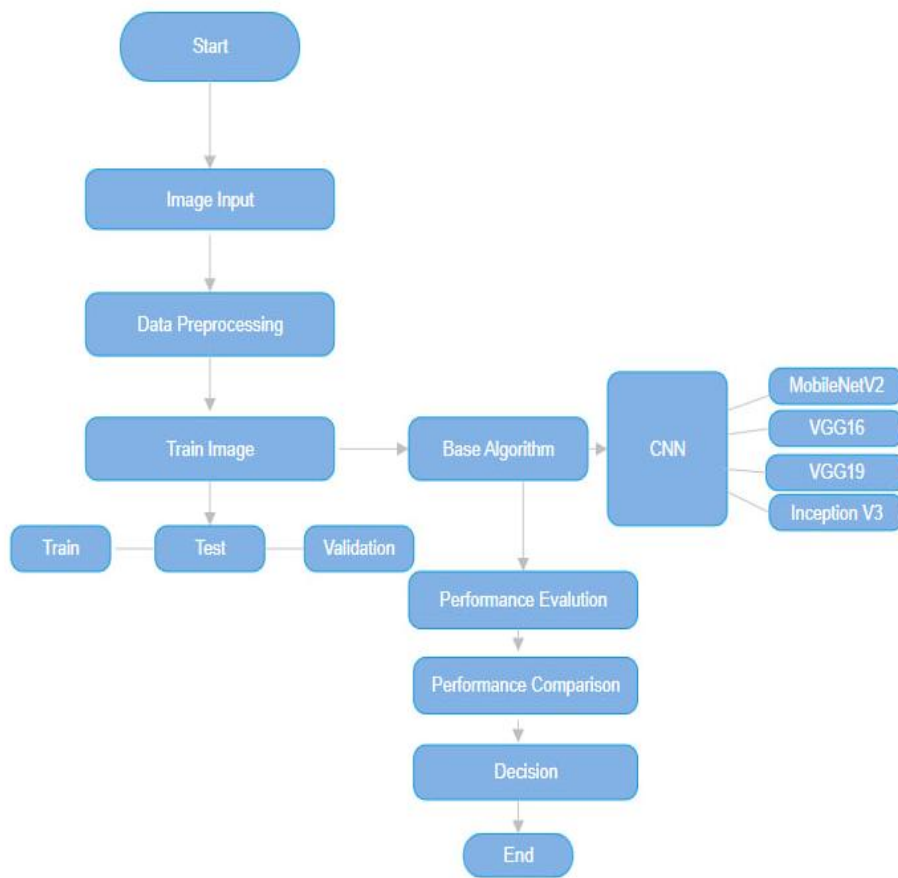 Start
Image Input
Data Preprocessing
Train Image
Base Algorithm
CNN
MobileNetV2
VGG16
VGG19
Inception V3
Train
Test
Validation
Performance Evalution
Performance Comparison
Decision
End